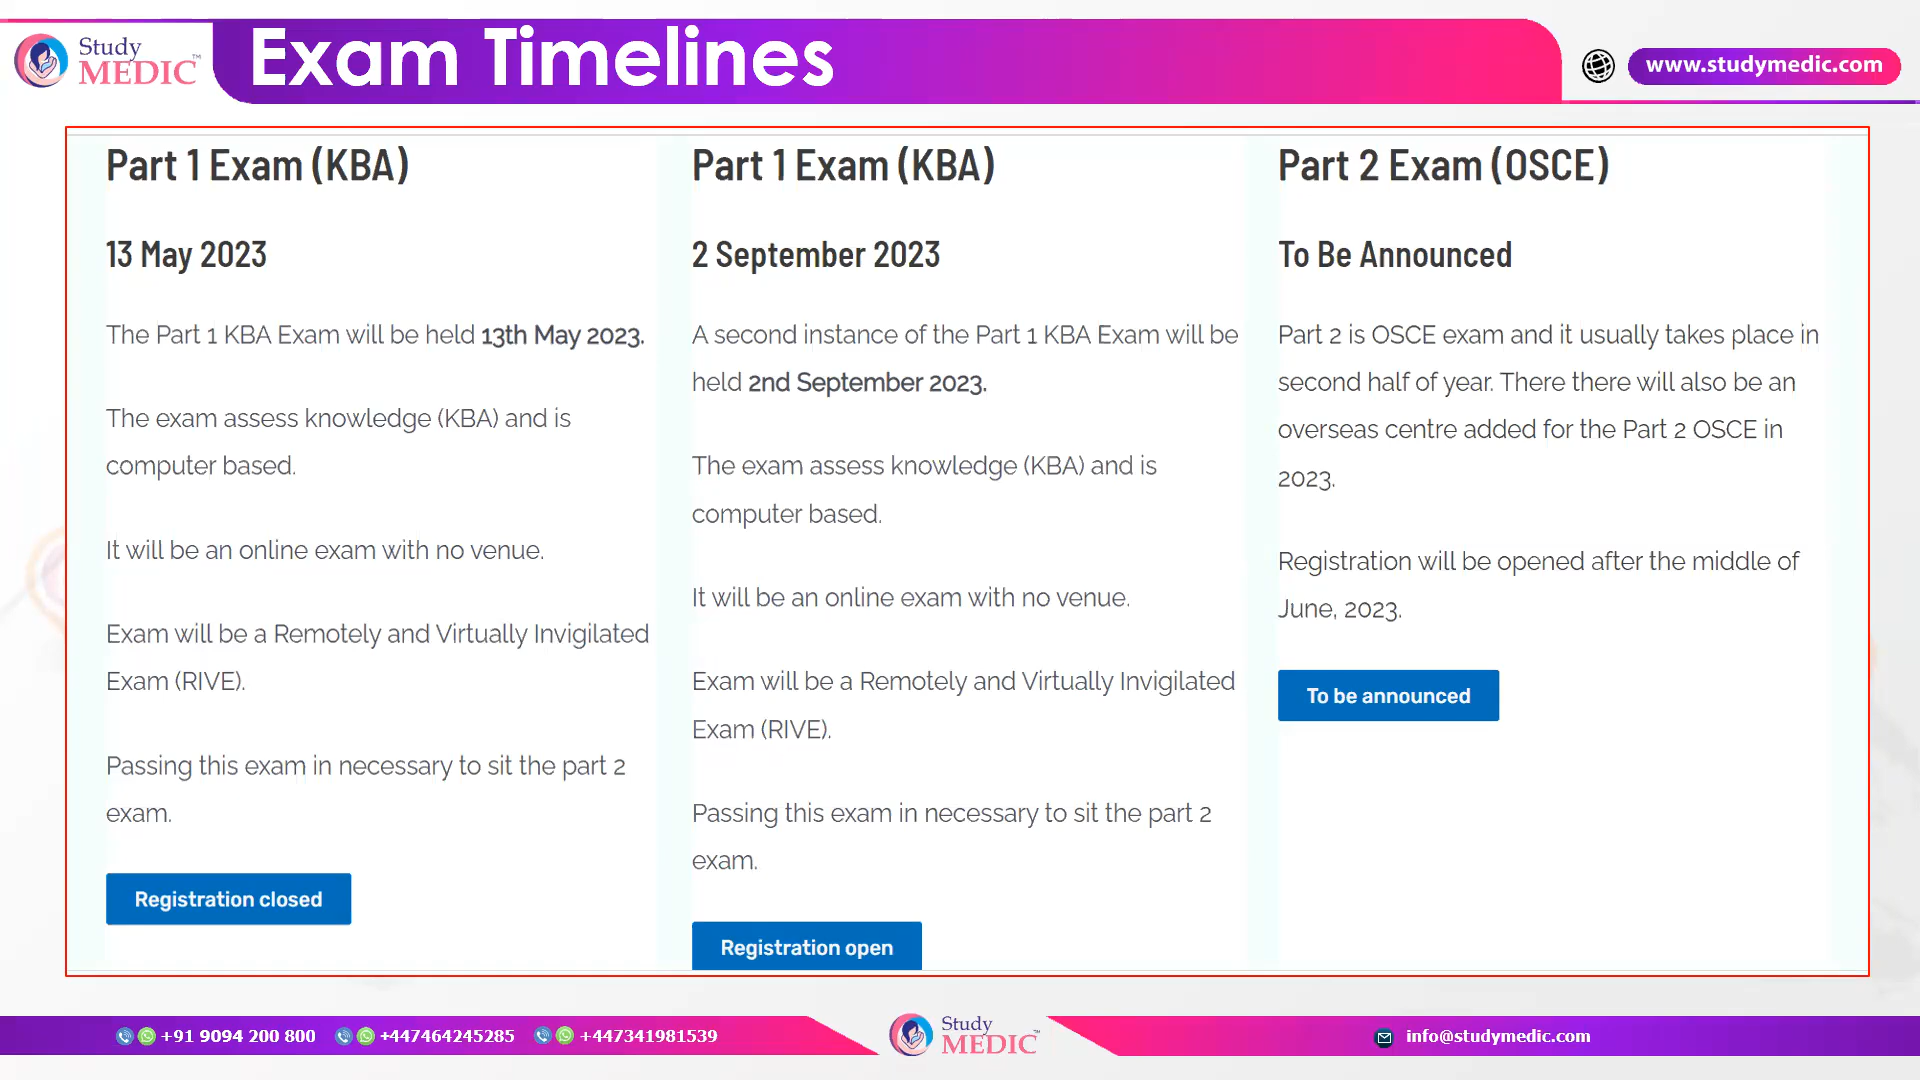 Study
MEDIC™
Exam Timelines
www.studymedic.com
Part 1 Exam (KBA)
13 May 2023
The Part 1 KBA Exam will be held 13th May 2023.
The exam assess knowledge (KBA) and is
computer based.
It will be an online exam with no venue.
Exam will be a Remotely and Virtually Invigilated
Exam (RIVE).
Passing this exam in necessary to sit the part 2
exam.
Registration closed
Part 1 Exam (KBA)
2 September 2023
A second instance of the Part 1 KBA Exam will be
held 2nd September 2023.
The exam assess knowledge (KBA) and is
computer based.
It will be an online exam with no venue.
Exam will be a Remotely and Virtually Invigilated
Exam (RIVE).
Passing this exam in necessary to sit the part 2
exam.
Registration open
Part 2 Exam (OSCE)
To Be Announced
Part 2 is OSCE exam and it usually takes place in
second half of year. There there will also be an
overseas centre added for the Part 2 OSCE in
2023.
Registration will be opened after the middle of
June, 2023.
To be announced
+91 9094 200 800 +447464245285 +447341981539
Study
MEDIC™
info@studymedic.com